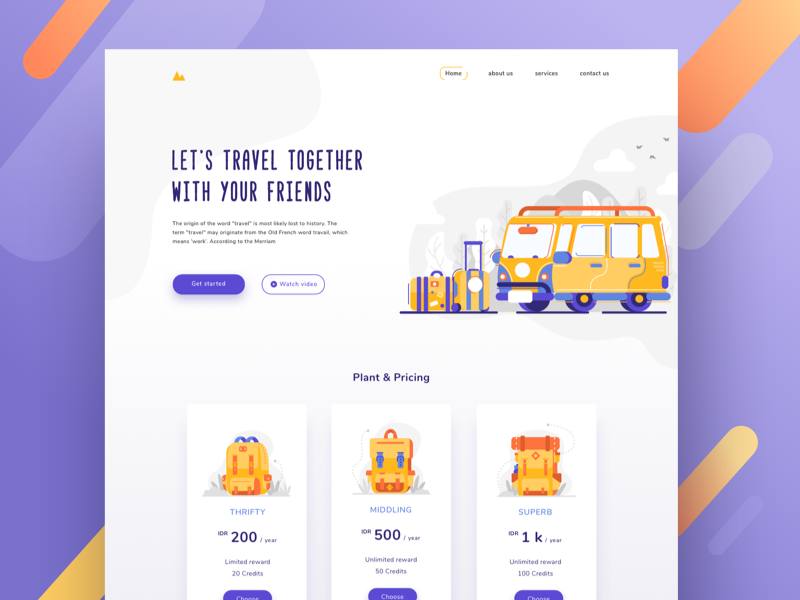 Home
about us
services
contact us
LET'S TRAVEL TOGETHER
WITH YOUR FRIENDS
The origin of the word "travel" is most likely lost to history. The
term "travel" may originate from the Old French word travail, which
means 'work'. According to the Merriam
Get started
Watch video
Plant & Pricing
THRIFTY
IDR 200 / year
Limited reward
20 Credits
Choose
MIDDLING
IDR 500 / year
Unlimited reward
50 Credits
Choose
SUPERB
IDR 1 k / year
Unlimited reward
100 Credits
Choose